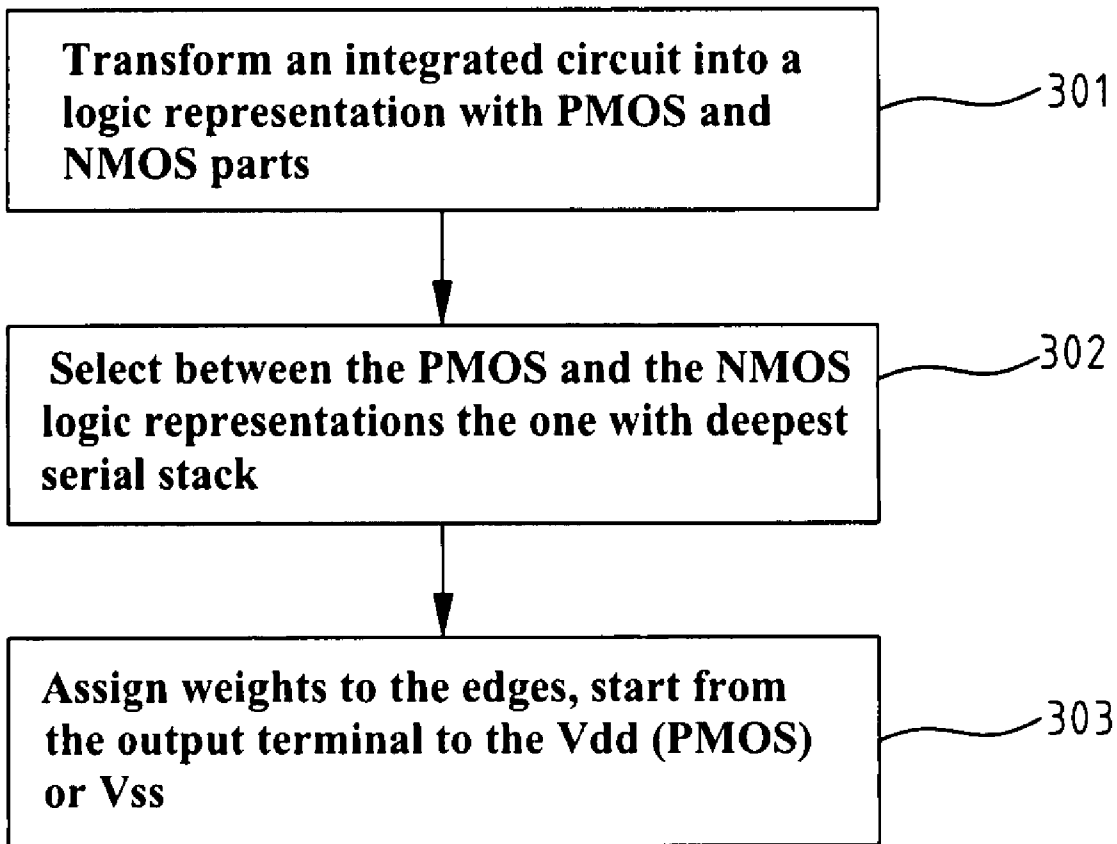 Transform an integrated circuit into a
logic representation with PMOS and
NMOS parts
301
Select between the PMOS and the NMOS
logic representations the one with deepest
serial stack
302
Assign weights to the edges, start from
the output terminal to the Vdd (PMOS)
or Vss
303